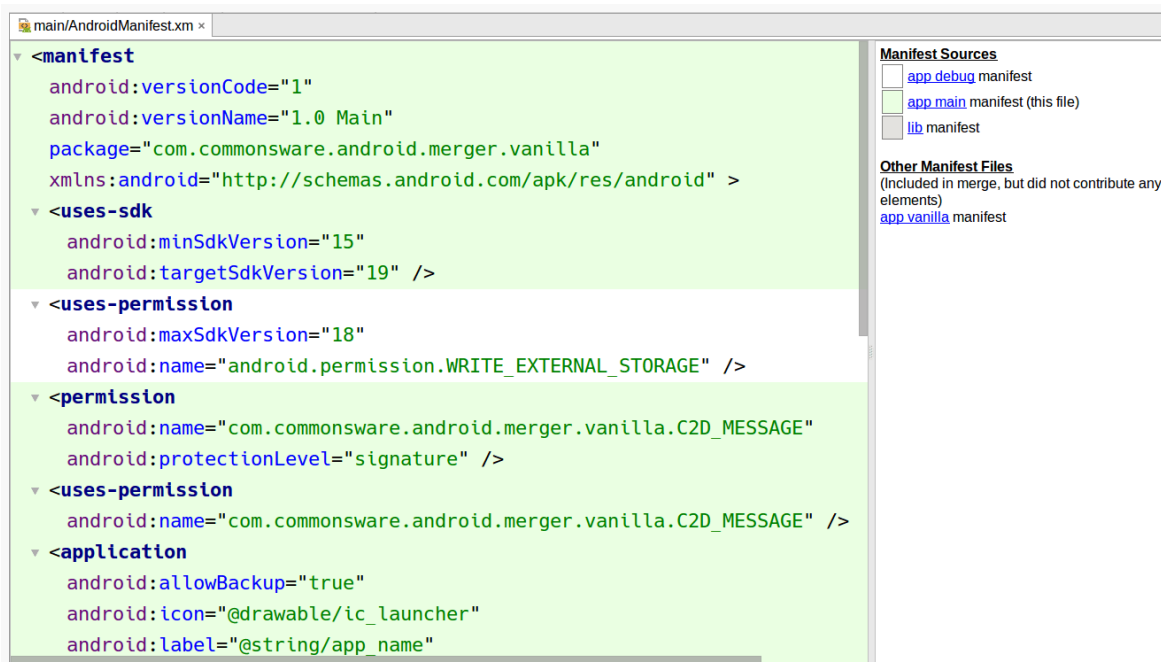 main/AndroidManifest.xm ×
<manifest
android:versionCode="1"
android:versionName="1.0 Main"
package="com.commonsware.android.merger.vanilla"
xmlns:android="http://schemas.android.com/apk/res/android" >
<uses-sdk
android:minSdkVersion="15"
android:targetSdkVersion="19" />
<uses-permission
android:maxSdkVersion="18"
android:name="android.permission.WRITE_EXTERNAL_STORAGE" />
<permission
android:name="com.commonsware.android.merger.vanilla.C2D_MESSAGE"
android:protectionLevel="signature" />
<uses-permission
android:name="com.commonsware.android.merger.vanilla.C2D_MESSAGE" />
<application
android:allowBackup="true"
android:icon="@drawable/ic_launcher"
android:label="@string/app_name"
Manifest Sources
app debug manifest
app main manifest (this file)
lib manifest
Other Manifest Files
(Included in merge, but did not contribute any
elements)
app vanilla manifest